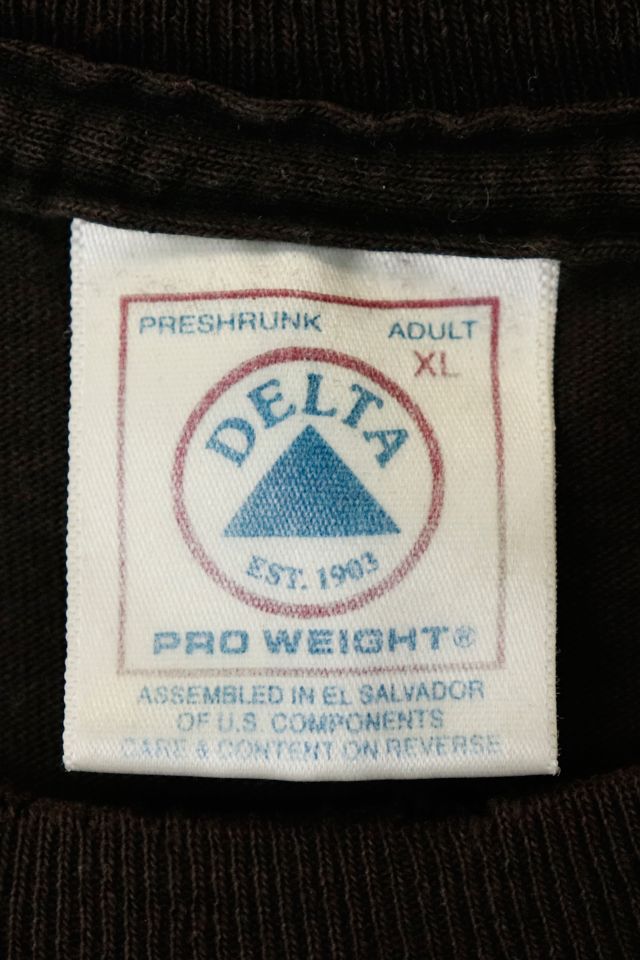 PRESHRUNK ADULT
XL
DELTA
EST. 1903
PRO WEIGHT®
ASSEMBLED IN EL SALVADOR
OF U.S. COMPONENTS
CARE & CONTENT ON REVERSE